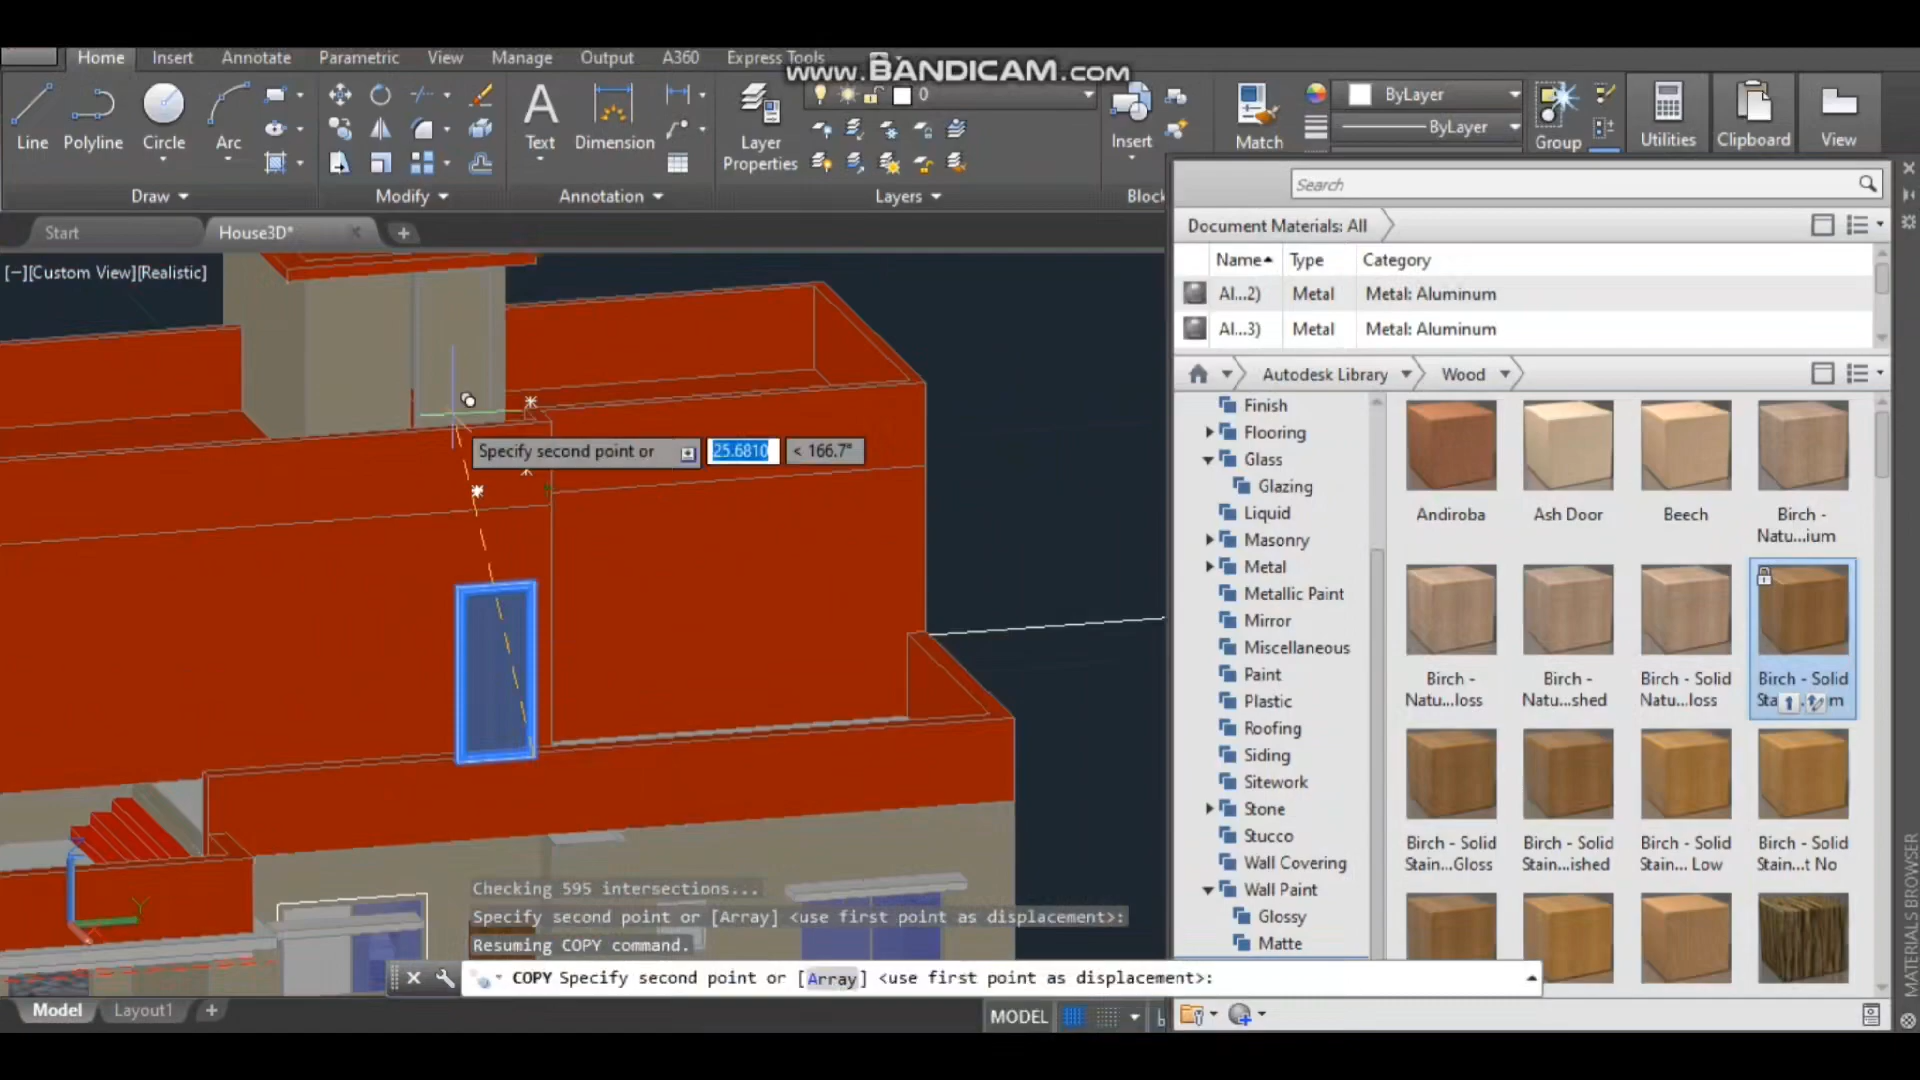 www.BANDICAM.com
Home
Insert
Annotate
Parametric
View
Manage
Output
A360
Express Tools
Line
Polyline
Circle
Arc
Text
Dimension
Layer
Properties
0
Insert
Match
ByLayer
ByLayer
Group
Utilities
Clipboard
View
Draw
Modify
Annotation
Layers
Block
Start
House3D*
[−][Custom View][Realistic]
Specify second point or
25.6810
< 166.7°
Y
Search
Document Materials: All
Name
Type
Category
Al...2)
Metal
Metal: Aluminum
Al...3)
Metal
Metal: Aluminum
Autodesk Library
Wood
Finish
Flooring
Glass
Glazing
Liquid
Masonry
Metal
Metallic Paint
Mirror
Miscellaneous
Paint
Plastic
Roofing
Siding
Sitework
Stone
Stucco
Wall Covering
Wall Paint
Glossy
Matte
Andiroba
Ash Door
Beech
Birch -
Natu...ium
Birch -
Natu...loss
Birch -
Natu...shed
Birch - Solid
Natu...loss
Birch - Solid
Birch - Solid
Stain...Gloss
Birch - Solid
Stain...ished
Birch - Solid
Stain... Low
Birch - Solid
Stain...t No
MATERIALS BROWSER
Checking 595 intersections...
Specify second point or [Array] <use first point as displacement>:
Resuming COPY command.
COPY Specify second point or [Array] <use first point as displacement>:
Model
Layout1
MODEL